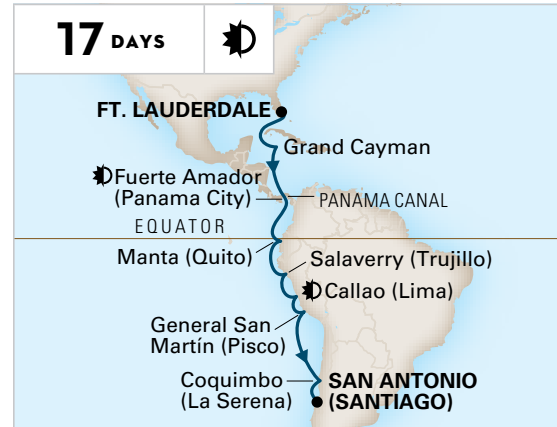 17 DAYS
FT. LAUDERDALE
Grand Cayman
Fuerte Amador
(Panama City)
PANAMA CANAL
EQUATOR
Manta (Quito)
Salaverry (Trujillo)
Callao (Lima)
General San
Martín (Pisco)
Coquimbo
(La Serena)
SAN ANTONIO
(SANTIAGO)